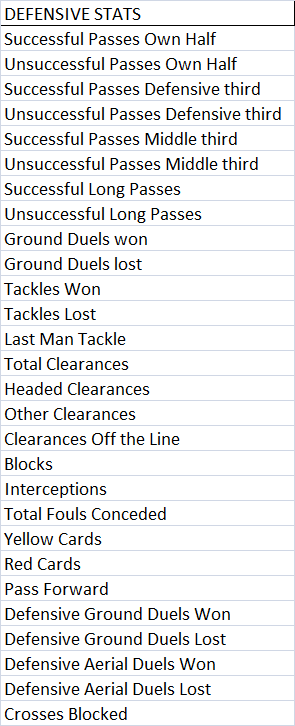 DEFENSIVE STATS
Successful Passes Own Half
Unsuccessful Passes Own Half
Successful Passes Defensive third
Unsuccessful Passes Defensive third
Successful Passes Middle third
Unsuccessful Passes Middle third
Successful Long Passes
Unsuccessful Long Passes
Ground Duels won
Ground Duels lost
Tackles Won
Tackles Lost
Last Man Tackle
Total Clearances
Headed Clearances
Other Clearances
Clearances Off the Line
Blocks
Interceptions
Total Fouls Conceded
Yellow Cards
Red Cards
Pass Forward
Defensive Ground Duels Won
Defensive Ground Duels Lost
Defensive Aerial Duels Won
Defensive Aerial Duels Lost
Crosses Blocked